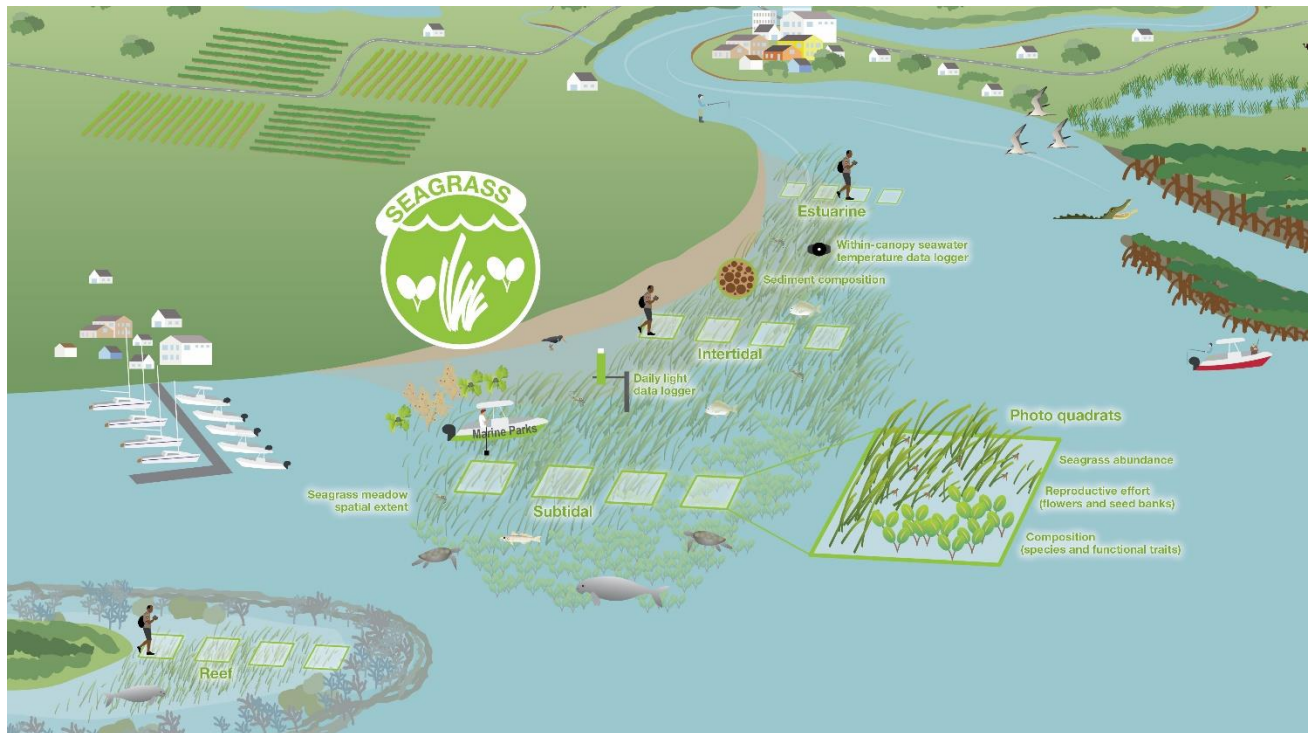 SEAGRASS
Estuarine
Within-canopy seawater
temperature data logger
Sediment composition
Intertidal
Daily light
data logger
Marine Parks
Photo quadrats
Seagrass abundance
Reproductive effort
(flowers and seed banks)
Composition
(species and functional traits)
Seagrass meadow
spatial extent
Subtidal
Reef